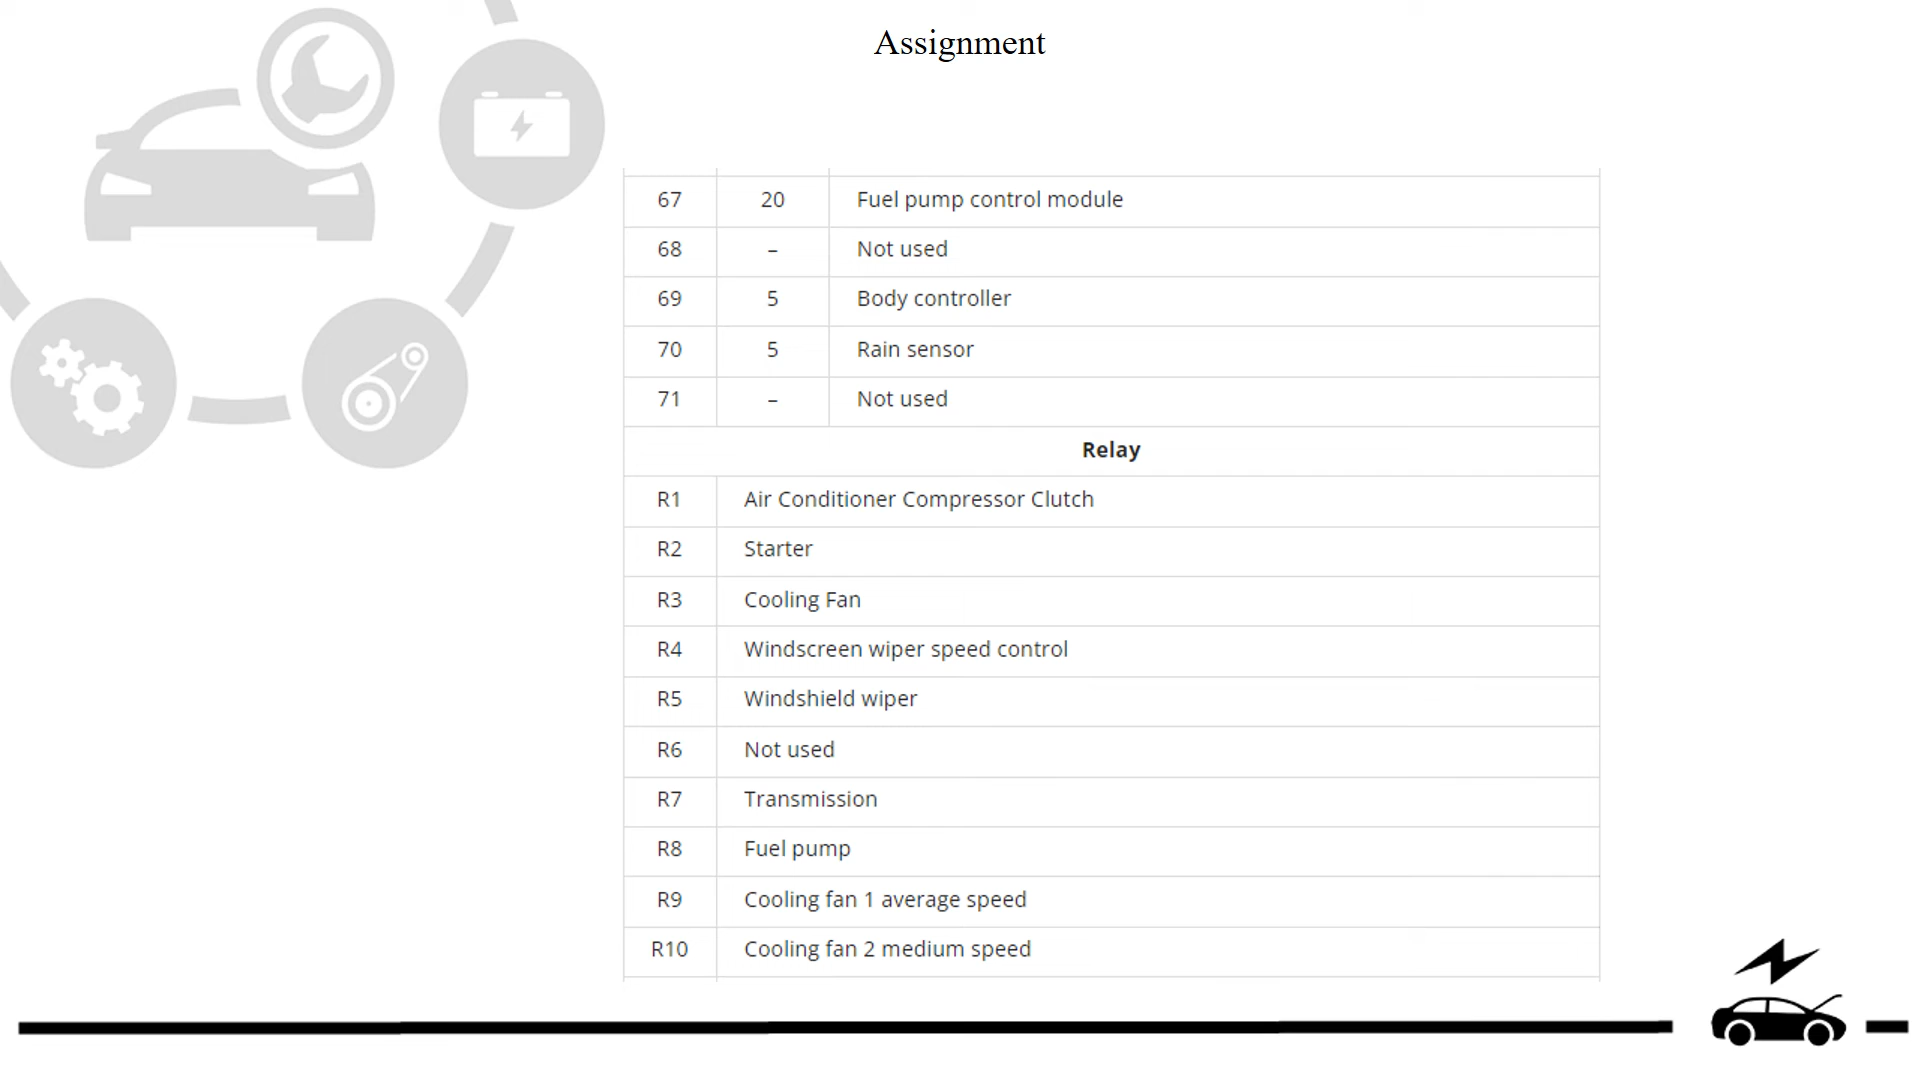 Assignment
67 20 Fuel pump control module
68 – Not used
69 5 Body controller
70 5 Rain sensor
71 – Not used
Relay
R1 Air Conditioner Compressor Clutch
R2 Starter
R3 Cooling Fan
R4 Windscreen wiper speed control
R5 Windshield wiper
R6 Not used
R7 Transmission
R8 Fuel pump
R9 Cooling fan 1 average speed
R10 Cooling fan 2 medium speed